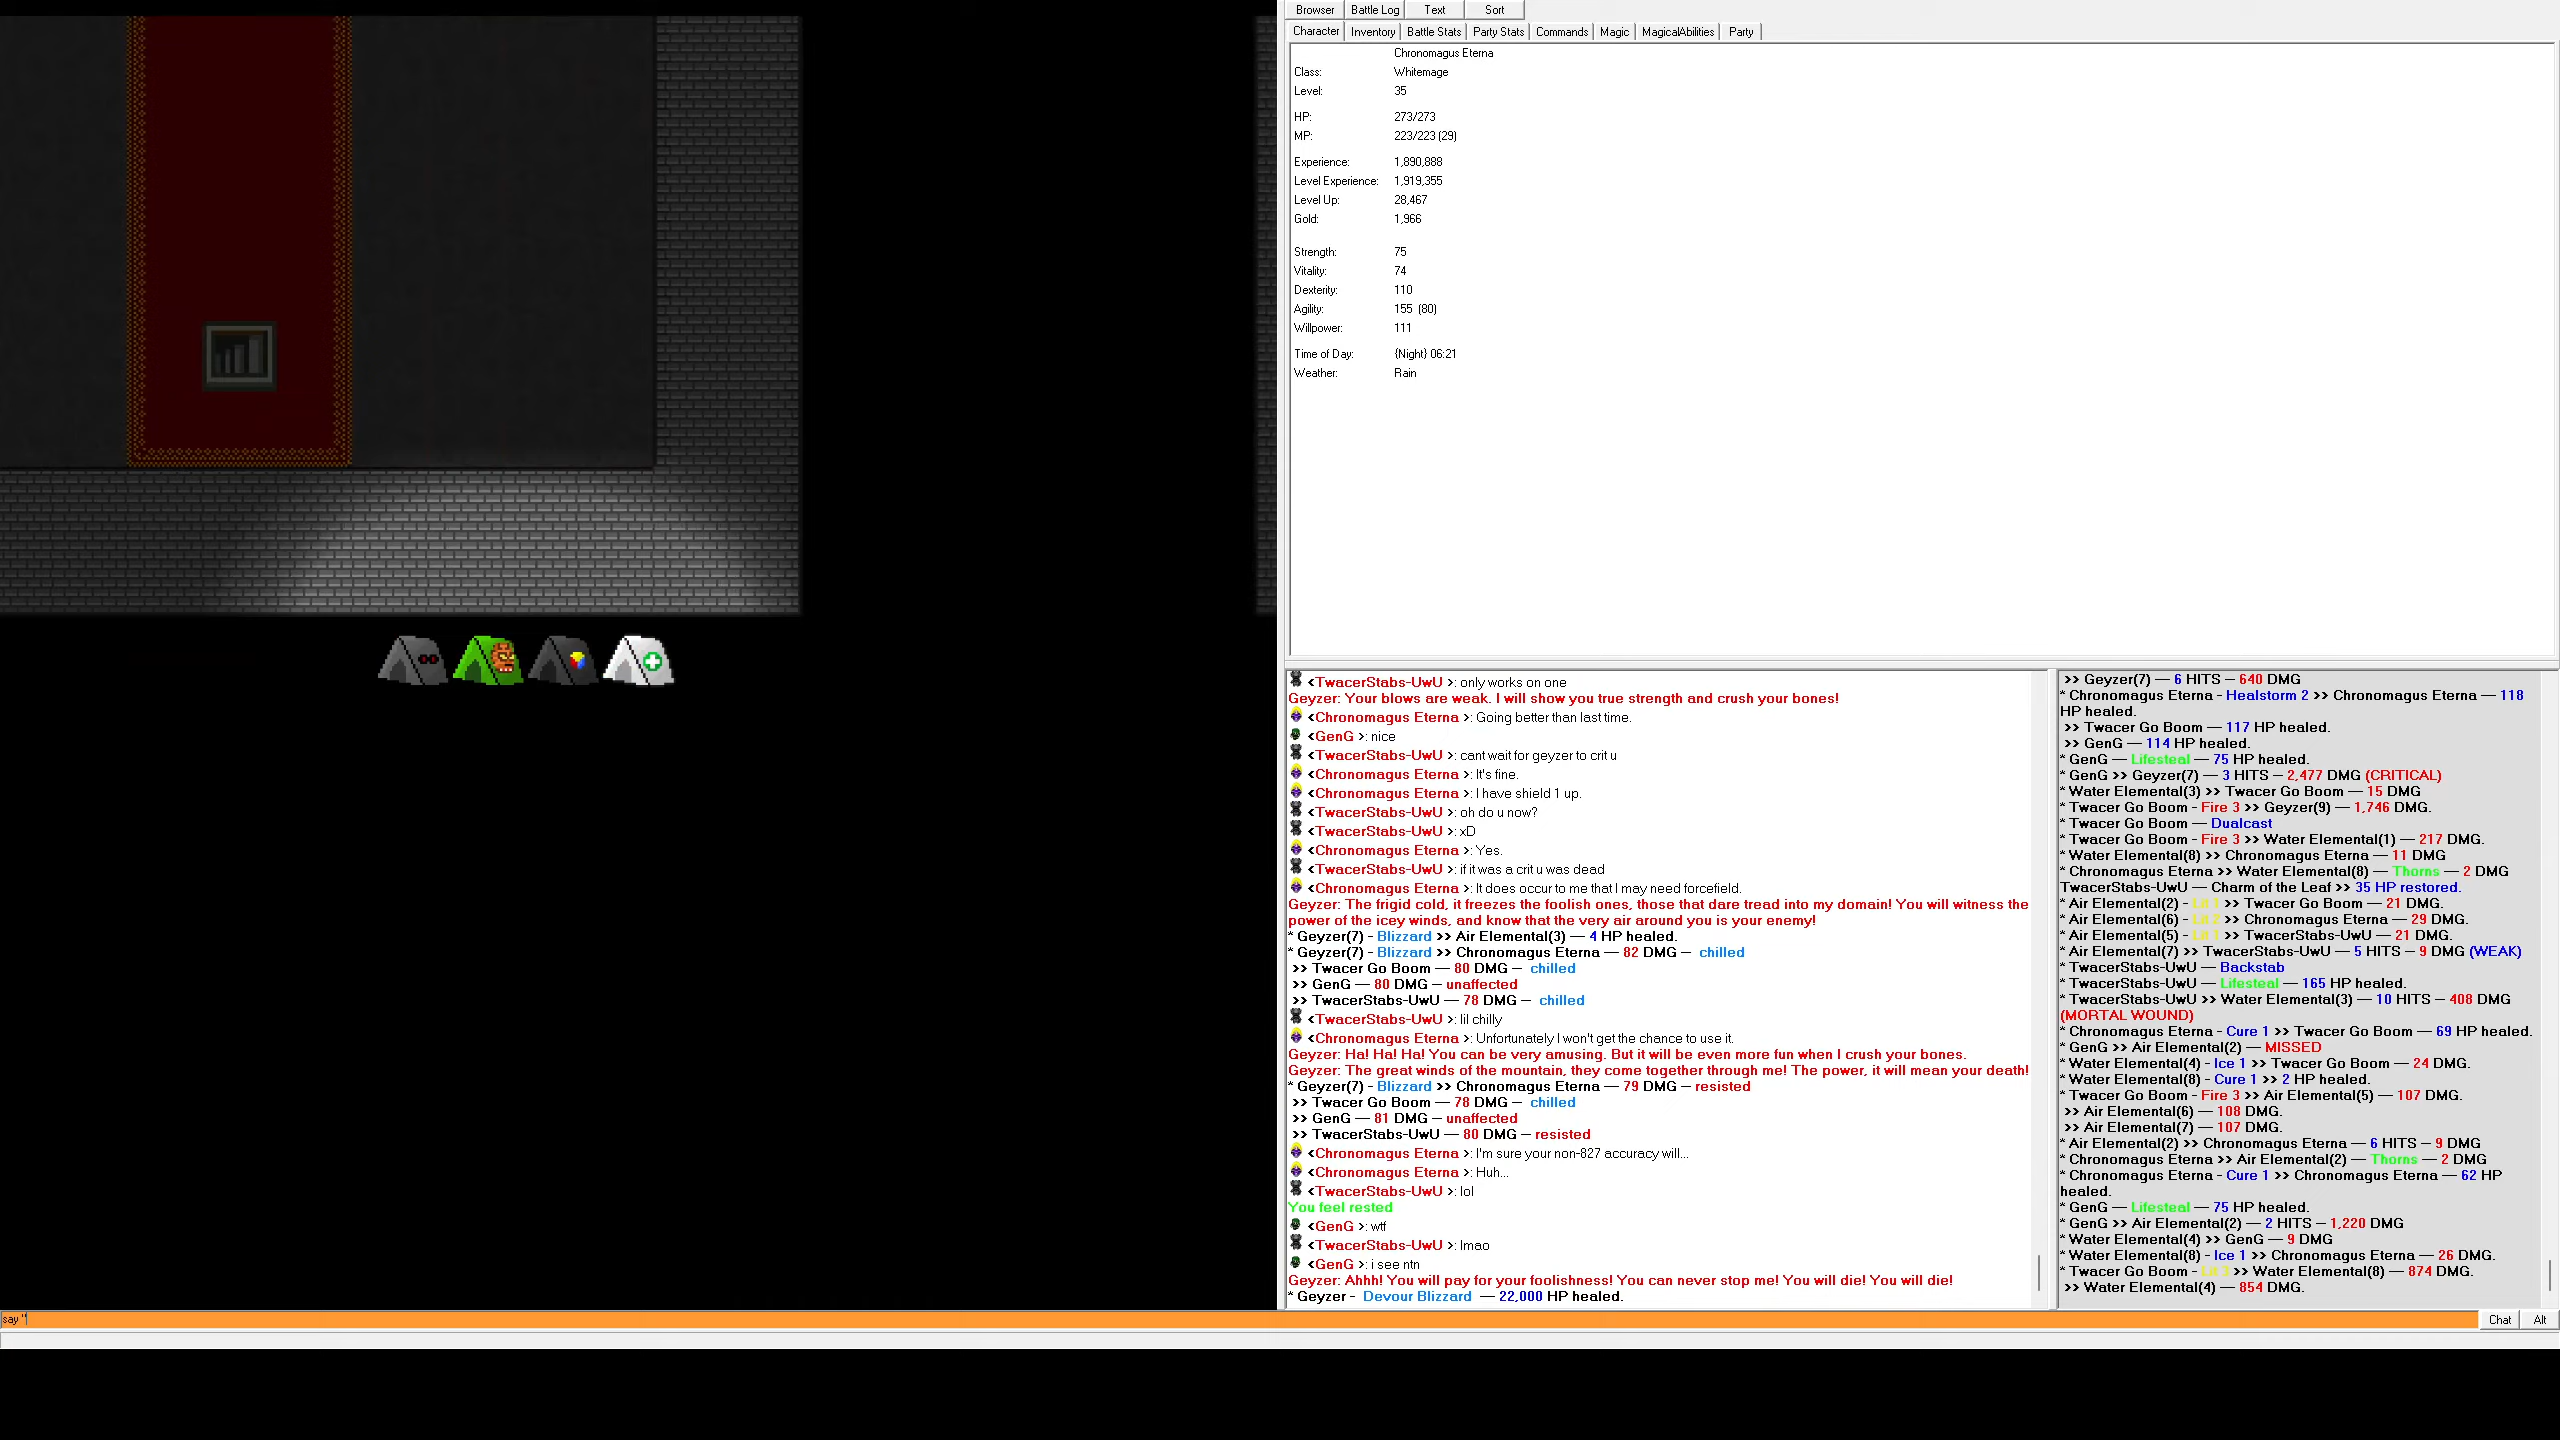 Browser Battle Log Text Sort
Character Inventory Battle Stats Party Stats Commands Magic MagicalAbilities Party
Chronomagus Eterna
Class: Whitemage
Level: 35
HP: 273/273
MP: 223/223 (29)
Experience: 1,890,888
Level Experience: 1,919,355
Level Up: 28,467
Gold: 1,966
Strength: 75
Vitality: 74
Dexterity: 110
Agility: 155 (80)
Willpower: 111
Time of Day: {Night} 06:21
Weather: Rain
<TwacerStabs-UwU >: only works on one
Geyzer: Your blows are weak. I will show you true strength and crush your bones!
<Chronomagus Eterna >: Going better than last time.
<GenG >: nice
<TwacerStabs-UwU >: cant wait for geyzer to crit u
<Chronomagus Eterna >: It's fine.
<Chronomagus Eterna >: I have shield 1 up.
<TwacerStabs-UwU >: oh do u now?
<TwacerStabs-UwU >: xD
<Chronomagus Eterna >: Yes.
<TwacerStabs-UwU >: if it was a crit u was dead
<Chronomagus Eterna >: It does occur to me that I may need forcefield.
Geyzer: The frigid cold, it freezes the foolish ones, those that dare tread into my domain! You will witness the
power of the icey winds, and know that the very air around you is your enemy!
* Geyzer(7) - Blizzard >> Air Elemental(3) — 4 HP healed.
* Geyzer(7) - Blizzard >> Chronomagus Eterna — 82 DMG — chilled
>> Twacer Go Boom — 80 DMG — chilled
>> GenG — 80 DMG — unaffected
>> TwacerStabs-UwU — 78 DMG — chilled
<TwacerStabs-UwU >: lil chilly
<Chronomagus Eterna >: Unfortunately I won't get the chance to use it.
Geyzer: Ha! Ha! Ha! You can be very amusing. But it will be even more fun when I crush your bones.
Geyzer: The great winds of the mountain, they come together through me! The power, it will mean your death!
* Geyzer(7) - Blizzard >> Chronomagus Eterna — 79 DMG — resisted
>> Twacer Go Boom — 78 DMG — chilled
>> GenG — 81 DMG — unaffected
>> TwacerStabs-UwU — 80 DMG — resisted
<Chronomagus Eterna >: I'm sure your non-827 accuracy will...
<Chronomagus Eterna >: Huh...
<TwacerStabs-UwU >: lol
You feel rested
<GenG >: wtf
<TwacerStabs-UwU >: lmao
<GenG >: i see ntn
Geyzer: Ahhh! You will pay for your foolishness! You can never stop me! You will die! You will die!
* Geyzer - Devour Blizzard — 22,000 HP healed.
>> Geyzer(7) — 6 HITS — 640 DMG
* Chronomagus Eterna - Healstorm 2 >> Chronomagus Eterna — 118
HP healed.
>> Twacer Go Boom — 117 HP healed.
>> GenG — 114 HP healed.
* GenG — Lifesteal — 75 HP healed.
* GenG >> Geyzer(7) — 3 HITS — 2,477 DMG (CRITICAL)
* Water Elemental(3) >> Twacer Go Boom — 15 DMG
* Twacer Go Boom - Fire 3 >> Geyzer(9) — 1,746 DMG.
* Twacer Go Boom — Dualcast
* Twacer Go Boom - Fire 3 >> Water Elemental(1) — 217 DMG.
* Water Elemental(8) >> Chronomagus Eterna — 11 DMG
* Chronomagus Eterna >> Water Elemental(8) — Thorns — 2 DMG
TwacerStabs-UwU — Charm of the Leaf >> 35 HP restored.
* Air Elemental(2) - >> Twacer Go Boom — 21 DMG.
* Air Elemental(6) - >> Chronomagus Eterna — 29 DMG.
* Air Elemental(5) - >> TwacerStabs-UwU — 21 DMG.
* Air Elemental(7) >> TwacerStabs-UwU — 5 HITS — 9 DMG (WEAK)
* TwacerStabs-UwU — Backstab
* TwacerStabs-UwU — Lifesteal — 165 HP healed.
* TwacerStabs-UwU >> Water Elemental(3) — 10 HITS — 408 DMG
(MORTAL WOUND)
* Chronomagus Eterna - Cure 1 >> Twacer Go Boom — 69 HP healed.
* GenG >> Air Elemental(2) — MISSED
* Water Elemental(4) - Ice 1 >> Twacer Go Boom — 24 DMG.
* Water Elemental(8) - Cure 1 >> 2 HP healed.
* Twacer Go Boom - Fire 3 >> Air Elemental(5) — 107 DMG.
>> Air Elemental(6) — 108 DMG.
>> Air Elemental(7) — 107 DMG.
* Air Elemental(2) >> Chronomagus Eterna — 6 HITS — 9 DMG
* Chronomagus Eterna >> Air Elemental(2) — Thorns — 2 DMG
* Chronomagus Eterna - Cure 1 >> Chronomagus Eterna — 62 HP
healed.
* GenG — Lifesteal — 75 HP healed.
* GenG >> Air Elemental(2) — 2 HITS — 1,220 DMG
* Water Elemental(4) >> GenG — 9 DMG
* Water Elemental(8) - Ice 1 >> Chronomagus Eterna — 26 DMG.
* Twacer Go Boom - >> Water Elemental(8) — 874 DMG.
>> Water Elemental(4) — 854 DMG.
say "
Chat Alt